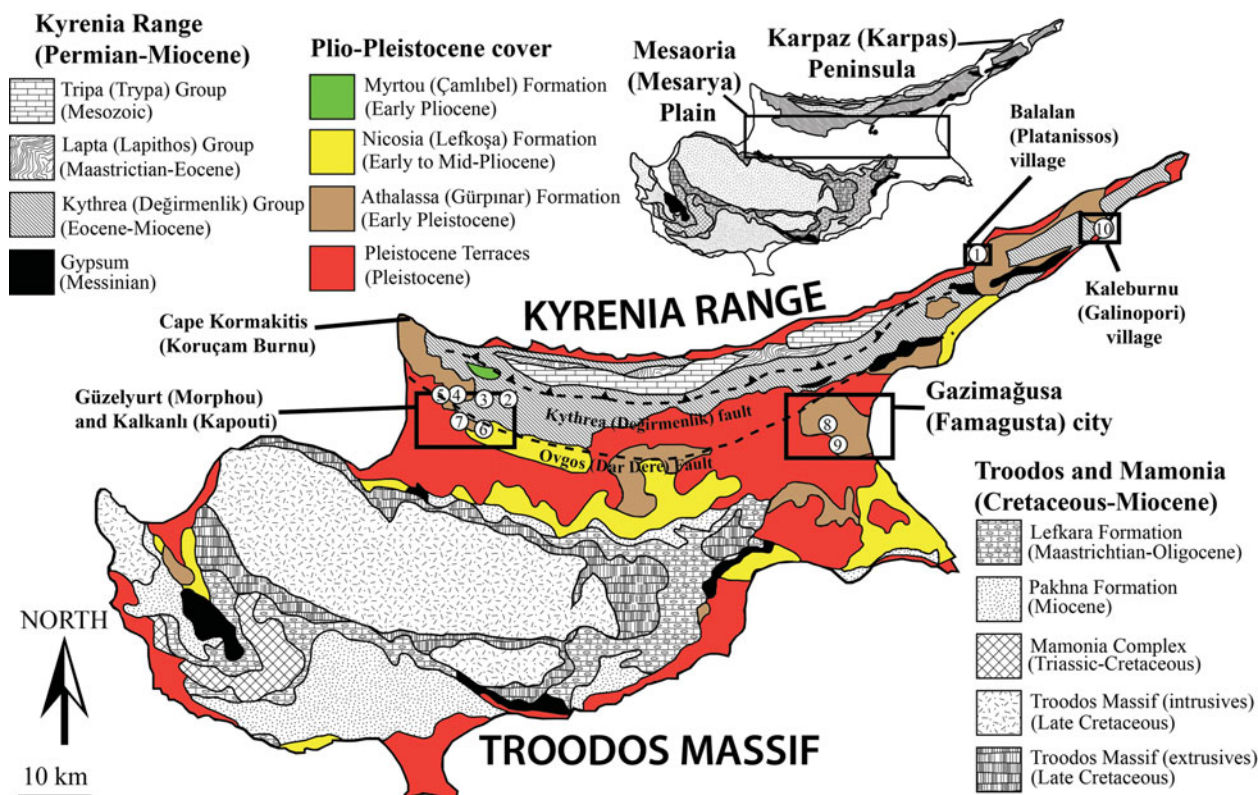 Kyrenia Range
(Permian-Miocene)
Tripa (Trypa) Group
(Mesozoic)
Lapta (Lapithos) Group
(Maastrictian-Eocene)
Kythrea (Değirmenlik) Group
(Eocene-Miocene)
Gypsum
(Messinian)
Plio-Pleistocene cover
Myrtou (Çamlıbel) Formation
(Early Pliocene)
Nicosia (Lefkoşa) Formation
(Early to Mid-Pliocene)
Athalassa (Gürpınar) Formation
(Early Pleistocene)
Pleistocene Terraces
(Pleistocene)
Mesaoria
(Mesarya)
Plain
Karpaz (Karpas)
Peninsula
Balalan
(Platanissos)
village
1
10
Kaleburnu
(Galinopori)
village
KYRENIA RANGE
Cape Kormakitis
(Koruçam Burnu)
Güzelyurt (Morphou)
and Kalkanlı (Kapouti)
5
4
3
2
7
6
Kythrea (Değirmenlik) fault
Ovgos (Dar Dere) Fault
8
9
Gazimağusa
(Famagusta) city
Troodos and Mamonia
(Cretaceous-Miocene)
Lefkara Formation
(Maastrichtian-Oligocene)
Pakhna Formation
(Miocene)
Mamonia Complex
(Triassic-Cretaceous)
Troodos Massif (intrusives)
(Late Cretaceous)
Troodos Massif (extrusives)
(Late Cretaceous)
NORTH
10 km
TROODOS MASSIF